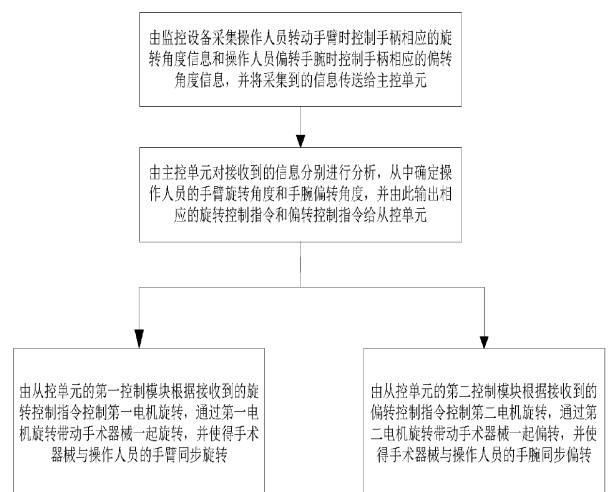 由监控设备采集操作人员转动手臂时控制手柄相应的旋
转角度信息和操作人员偏转手腕时控制手柄相应的偏转
角度信息，并将采集到的信息传送给主控单元
由主控单元对接收到的信息分别进行分析，从中确定操
作人员的手臂旋转角度和手腕偏转角度，并由此输出相
应的旋转控制指令和偏转控制指令给从控单元
由从控单元的第一控制模块根据接收到的旋
转控制指令控制第一电机旋转，通过第一电
机旋转带动手术器械一起旋转，并使得手术
器械与操作人员的手臂同步旋转
由从控单元的第二控制模块根据接收到的
偏转控制指令控制第二电机旋转，通过第
二电机旋转带动手术器械一起偏转，并使
得手术器械与操作人员的手腕同步偏转